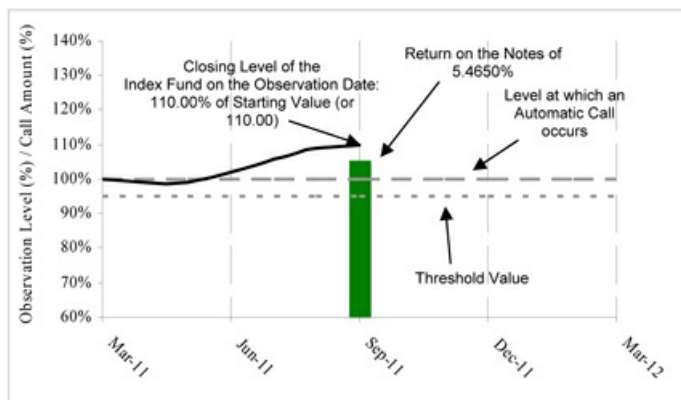 140%
130%
120%
110%
100%
90%
80%
70%
60%
Observation Level (%) / Call Amount (%)
Closing Level of the
Index Fund on the Observation Date:
110.00% of Starting Value (or
110.00)
Return on the Notes of
5.4650%
Level at which an
Automatic Call
occurs
Threshold Value
Mar-11
Jun-11
Sep-11
Dec-11
Mar-12